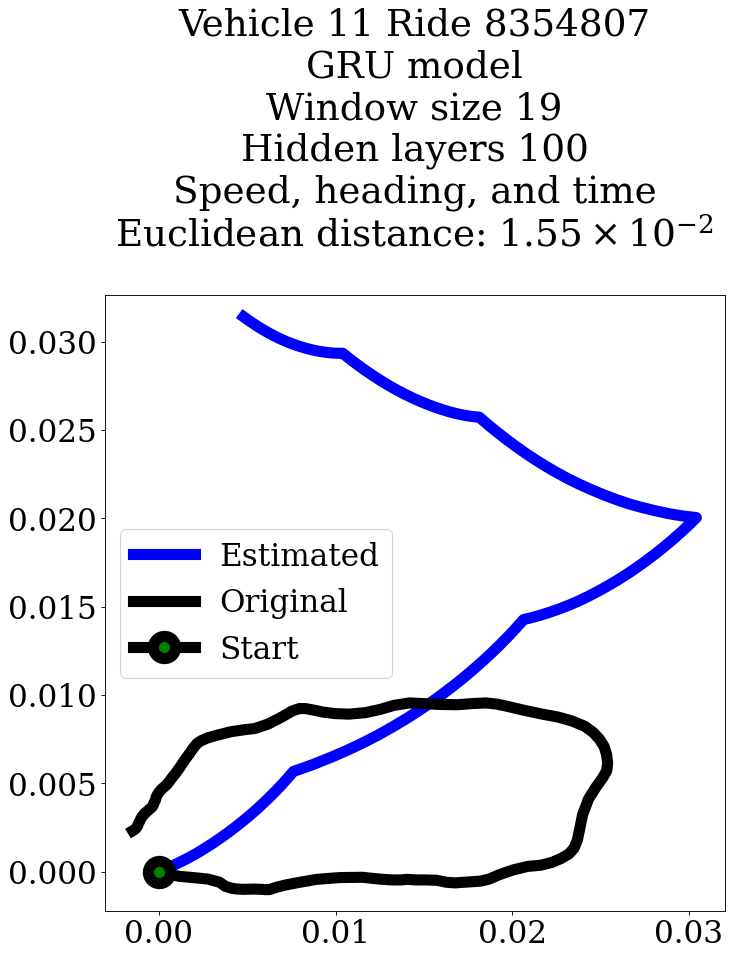 Vehicle 11 Ride 8354807
GRU model
Window size 19
Hidden layers 100
Speed, heading, and time
Euclidean distance: 1.55 × 10⁻²
0.030
0.025
0.020
0.015
0.010
0.005
0.000
Estimated
Original
Start
0.00 0.01 0.02 0.03